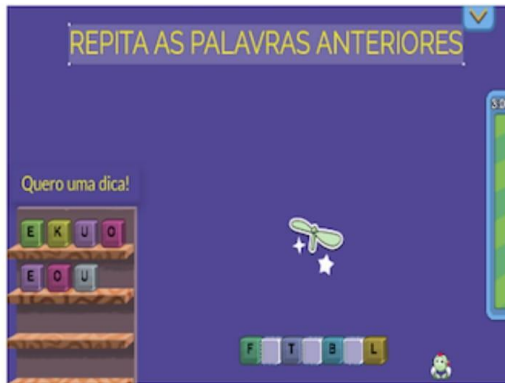 REPITA AS PALAVRAS ANTERIORES
Quero uma dica!
E K U O
E O U
F T B L